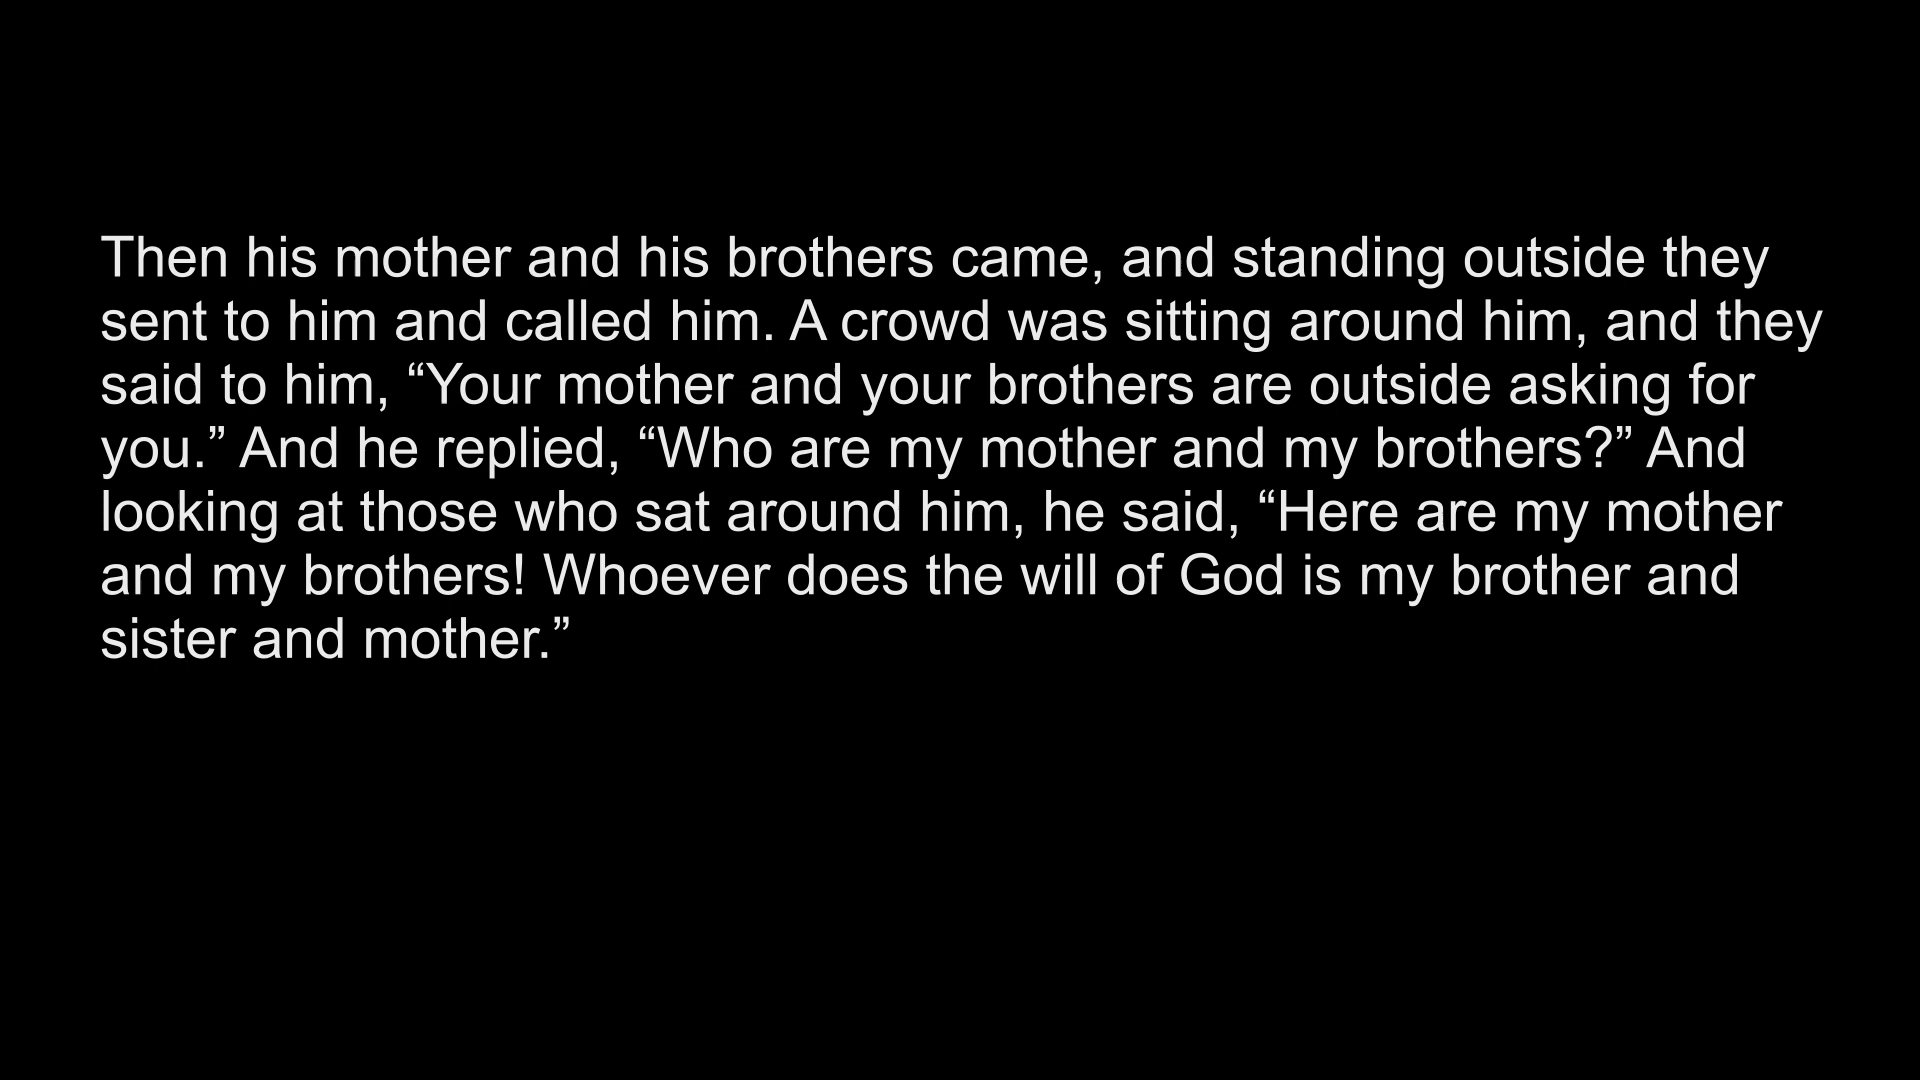 Then his mother and his brothers came, and standing outside they
sent to him and called him. A crowd was sitting around him, and they
said to him, “Your mother and your brothers are outside asking for
you.” And he replied, “Who are my mother and my brothers?” And
looking at those who sat around him, he said, “Here are my mother
and my brothers! Whoever does the will of God is my brother and
sister and mother.”